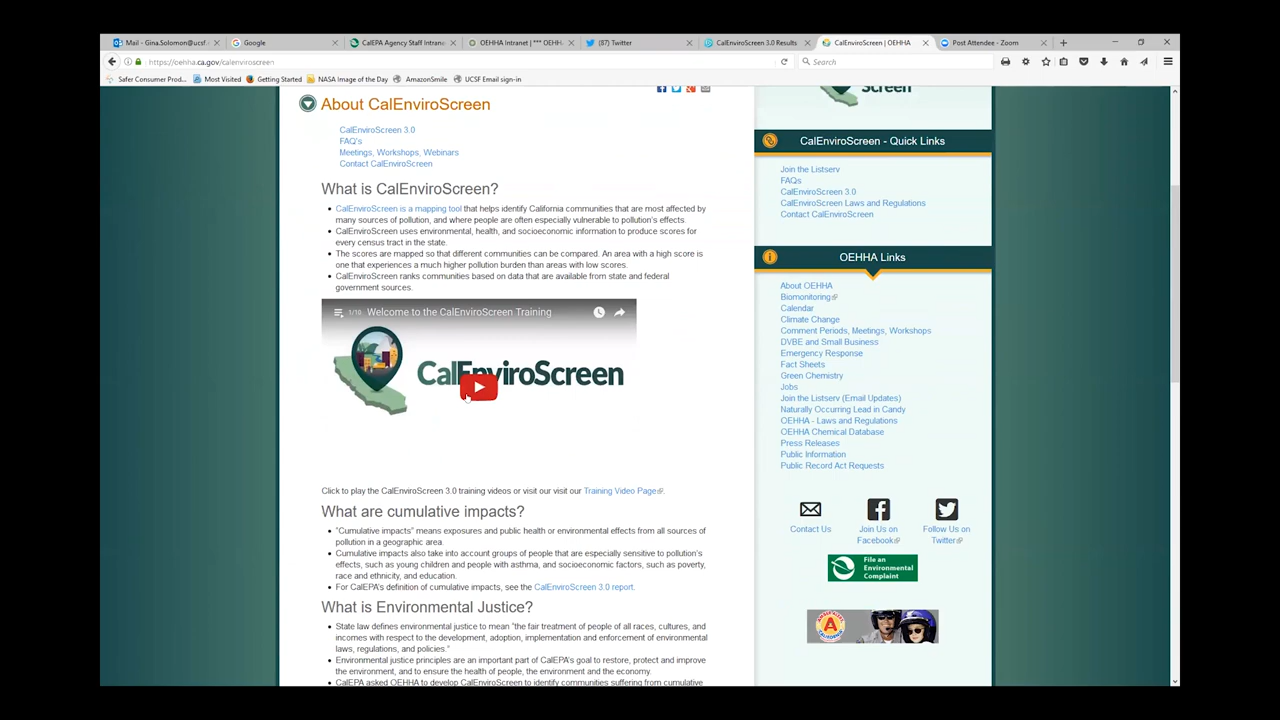 Mail - Gina.Solomon@ucsf.
Google
CalEPA Agency Staff Intrane
OEHHA Intranet | *** OEHH
(87) Twitter
CalEnviroScreen 3.0 Results
CalEnviroScreen | OEHHA
Post Attendee - Zoom
https://oehha.ca.gov/calenviroscreen
Search
Safer Consumer Prod...
Most Visited
Getting Started
NASA Image of the Day
AmazonSmile
UCSF Email sign-in
About CalEnviroScreen
CalEnviroScreen 3.0
FAQ's
Meetings, Workshops, Webinars
Contact CalEnviroScreen
What is CalEnviroScreen?
CalEnviroScreen is a mapping tool that helps identify California communities that are most affected by
many sources of pollution, and where people are often especially vulnerable to pollution's effects.
CalEnviroScreen uses environmental, health, and socioeconomic information to produce scores for
every census tract in the state.
The scores are mapped so that different communities can be compared. An area with a high score is
one that experiences a much higher pollution burden than areas with low scores.
CalEnviroScreen ranks communities based on data that are available from state and federal
government sources.
1/10 Welcome to the CalEnviroScreen Training
CalEnviroScreen
Click to play the CalEnviroScreen 3.0 training videos or visit our visit our Training Video Page.
What are cumulative impacts?
"Cumulative impacts" means exposures and public health or environmental effects from all sources of
pollution in a geographic area.
Cumulative impacts also take into account groups of people that are especially sensitive to pollution's
effects, such as young children and people with asthma, and socioeconomic factors, such as poverty,
race and ethnicity, and education.
For CalEPA's definition of cumulative impacts, see the CalEnviroScreen 3.0 report.
What is Environmental Justice?
State law defines environmental justice to mean "the fair treatment of people of all races, cultures, and
incomes with respect to the development, adoption, implementation and enforcement of environmental
laws, regulations, and policies."
Environmental justice principles are an important part of CalEPA's goal to restore, protect and improve
the environment, and to ensure the health of people, the environment and the economy.
CalEPA asked OEHHA to develop CalEnviroScreen to identify communities suffering from cumulative
Screen
CalEnviroScreen - Quick Links
Join the Listserv
FAQs
CalEnviroScreen 3.0
CalEnviroScreen Laws and Regulations
Contact CalEnviroScreen
OEHHA Links
About OEHHA
Biomonitoring
Calendar
Climate Change
Comment Periods, Meetings, Workshops
DVBE and Small Business
Emergency Response
Fact Sheets
Green Chemistry
Jobs
Join the Listserv (Email Updates)
Naturally Occurring Lead in Candy
OEHHA - Laws and Regulations
OEHHA Chemical Database
Press Releases
Public Information
Public Record Act Requests
Contact Us
Join Us on
Facebook
Follow Us on
Twitter
File an
Environmental
Complaint